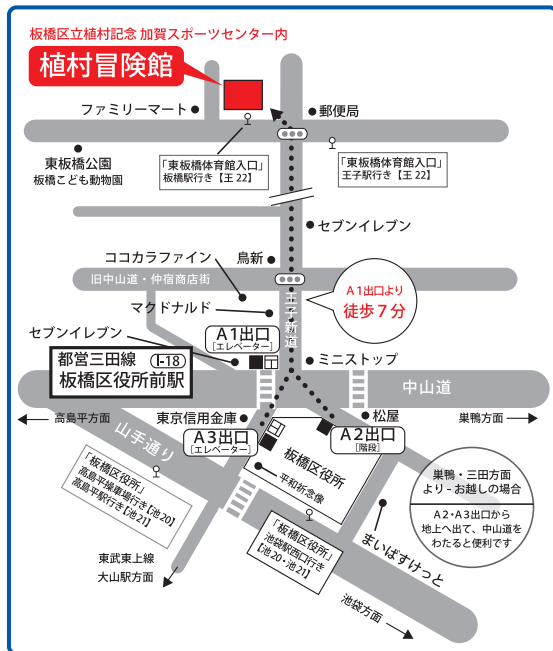 板橋区立植村記念 加賀スポーツセンター内
植村冒険館
ファミリーマート
郵便局
東板橋公園
板橋こども動物園
「東板橋体育館入口」
板橋駅行き【王22】
「東板橋体育館入口」
王子駅行き【王22】
セブンイレブン
鳥新
ココカラファイン
旧中山道・仲宿商店街
A1出口より
徒歩7分
王子新道
マクドナルド
セブンイレブン
A1出口
[エレベーター]
都営三田線 I-18
板橋区役所前駅
ミニストップ
中山道
高島平方面
東京信用金庫
松屋
巣鴨方面
山手通り
A3出口
[エレベーター]
A2出口
[階段]
板橋区役所
平和祈念像
「板橋区役所」
高島平操車場行き【池20】
高島平駅行き【池21】
「板橋区役所」
池袋駅西口行き
【池20・池21】
まいばすけっと
巣鴨・三田方面
より-お越しの場合
A2・A3出口から
地上へ出て、中山道を
わたると便利です
東武東上線
大山駅方面
池袋方面